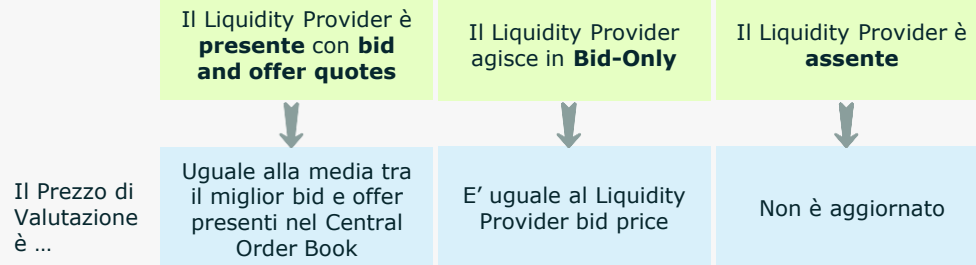 Il Liquidity Provider è
presente con bid
and offer quotes
Il Liquidity Provider
agisce in Bid-Only
Il Liquidity Provider è
assente
Il Prezzo di
Valutazione
è …
Uguale alla media tra
il miglior bid e offer
presenti nel Central
Order Book
E’ uguale al Liquidity
Provider bid price
Non è aggiornato